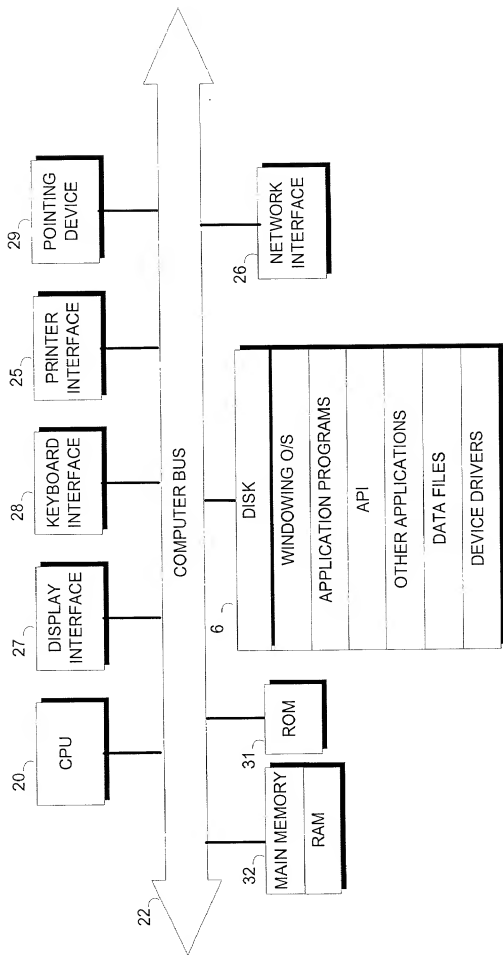 20
CPU
27
DISPLAY
INTERFACE
28
KEYBOARD
INTERFACE
25
PRINTER
INTERFACE
29
POINTING
DEVICE
22
COMPUTER BUS
32
MAIN MEMORY
RAM
31
ROM
6
DISK
WINDOWING O/S
APPLICATION PROGRAMS
API
OTHER APPLICATIONS
DATA FILES
DEVICE DRIVERS
26
NETWORK
INTERFACE